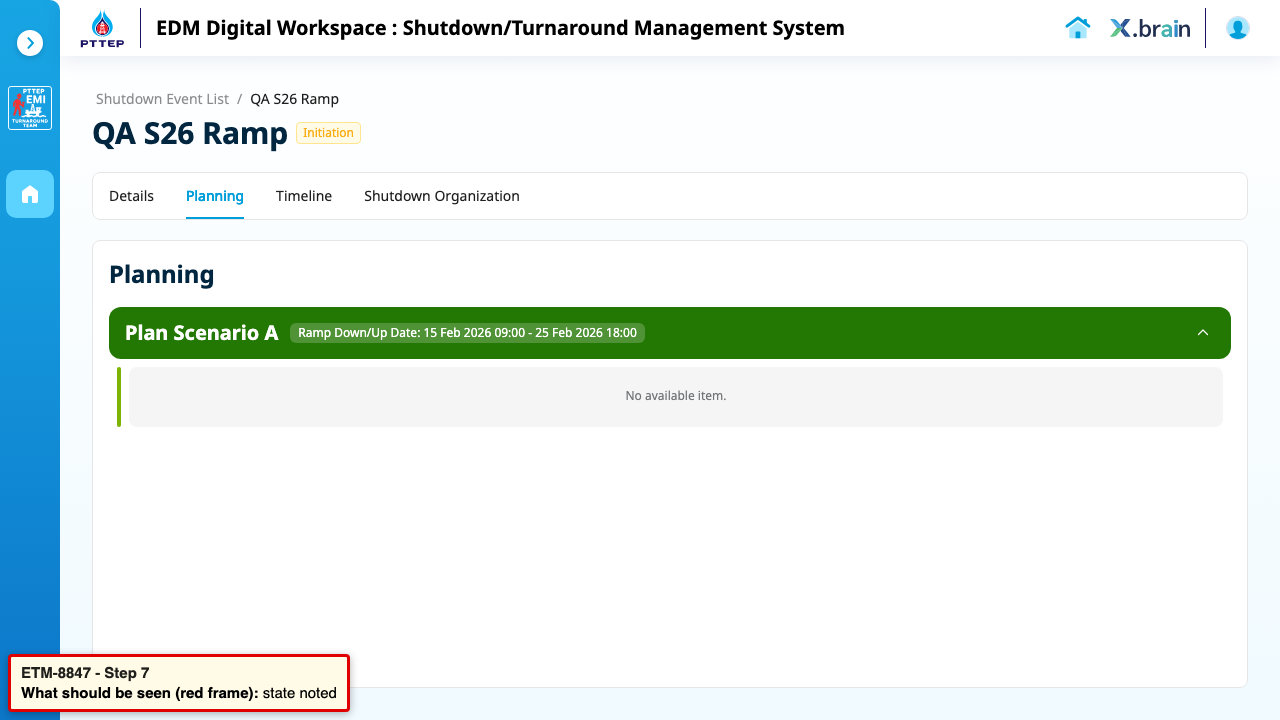 PTTEP
EDM Digital Workspace : Shutdown/Turnaround Management System
X.brain
PTTEP
EMI
TURNAROUND
TEAM
Shutdown Event List / QA S26 Ramp
QA S26 Ramp Initiation
Details Planning Timeline Shutdown Organization
Planning
Plan Scenario A Ramp Down/Up Date: 15 Feb 2026 09:00 - 25 Feb 2026 18:00
No available item.
ETM-8847 - Step 7
What should be seen (red frame): state noted